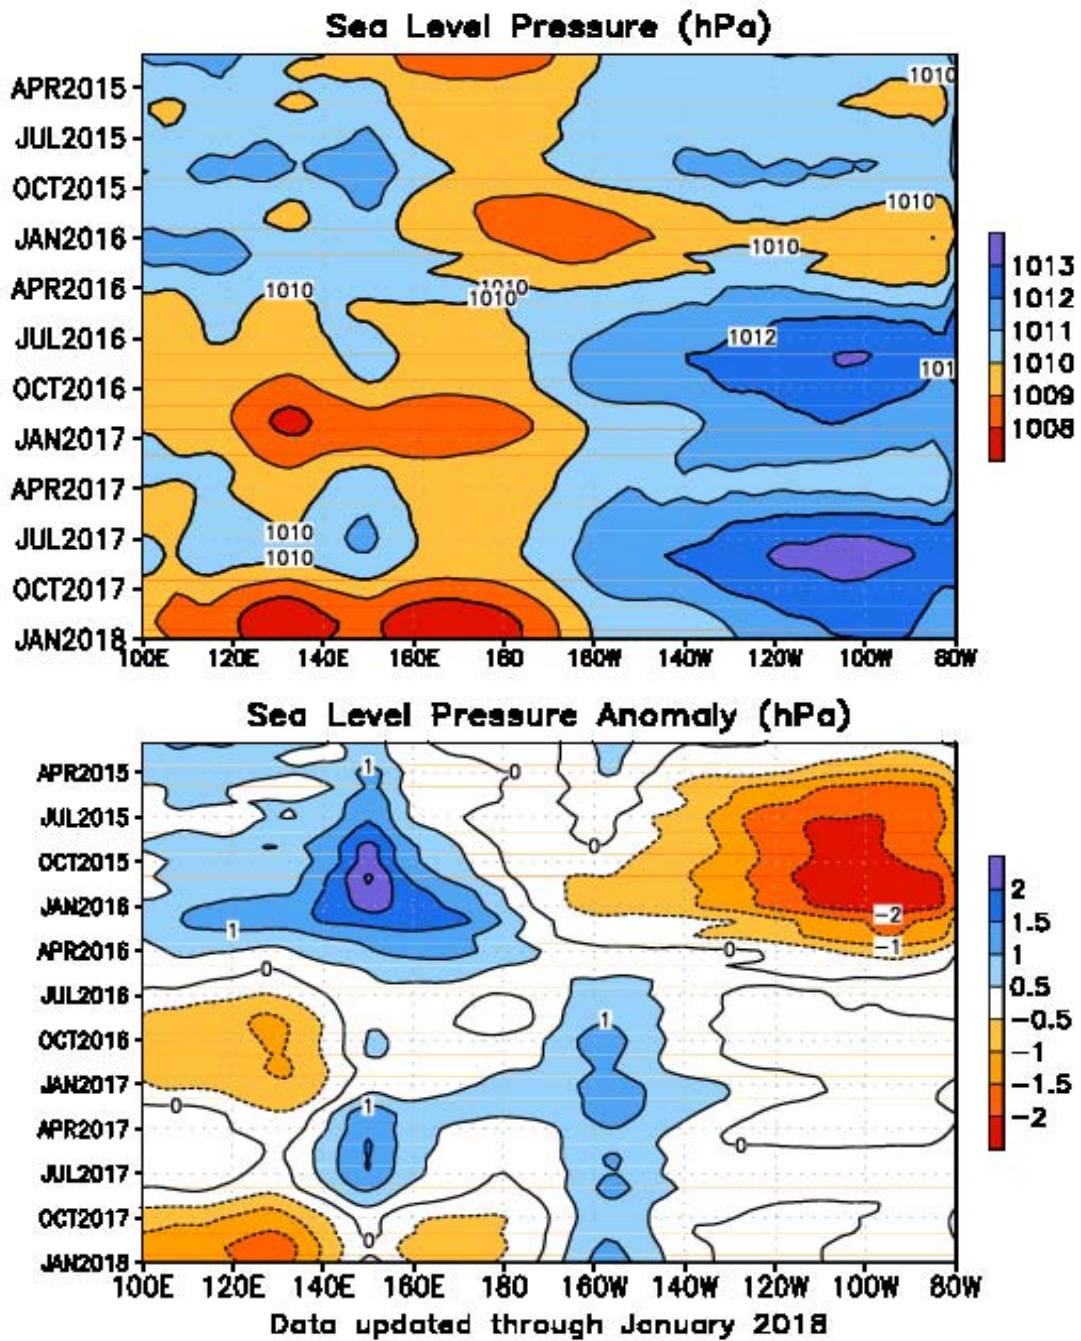 Sea Level Pressure (hPa)
APR2015
JUL2015
OCT2015
JAN2016
APR2016
JUL2016
OCT2016
JAN2017
APR2017
JUL2017
OCT2017
JAN2018
100E 120E 140E 160E 180 160W 140W 120W 100W 80W
1010
1010
1010
1010
1010
1010
1012
101
1010
1010
1013
1012
1011
1010
1009
1008
Sea Level Pressure Anomaly (hPa)
APR2015
JUL2015
OCT2015
JAN2016
APR2016
JUL2016
OCT2016
JAN2017
APR2017
JUL2017
OCT2017
JAN2018
100E 120E 140E 160E 180 160W 140W 120W 100W 80W
1
0
0
-2
1
-1
0
0
1
0
1
0
0
2
1.5
1
0.5
-0.5
-1
-1.5
-2
Data updated through January 2018